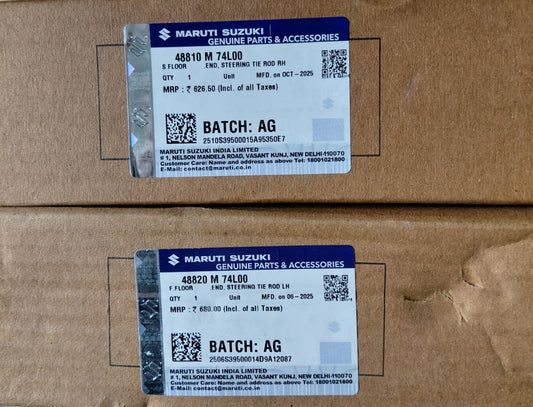 MARUTI SUZUKI
GENUINE PARTS & ACCESSORIES
48810 M 74L00
S.FLOOR .END, STEERING TIE ROD RH
QTY 1 Unit MFD. on OCT-2025
MRP : ₹ 626.50 (Incl. of all Taxes)
BATCH: AG
2510S39500015A95350E7
MARUTI SUZUKI INDIA LIMITED
# 1, NELSON MANDELA ROAD, VASANT KUNJ, NEW DELHI-110070
Customer Care: Name and address as above Tel: 18001021800
E-Mail: contact@maruti.co.in
MARUTI SUZUKI
GENUINE PARTS & ACCESSORIES
48820 M 74L00
F.FLOOR .END, STEERING TIE ROD LH
QTY 1 Unit MFD. on 06-2025
MRP : ₹ 680.00 (Incl. of all Taxes)
BATCH: AG
2506S39500014D9A12087
MARUTI SUZUKI INDIA LIMITED
# 1, NELSON MANDELA ROAD, VASANT KUNJ, NEW DELHI-110070
Customer Care: Name and address as above Tel: 18001021800
E-Mail: contact@maruti.co.in